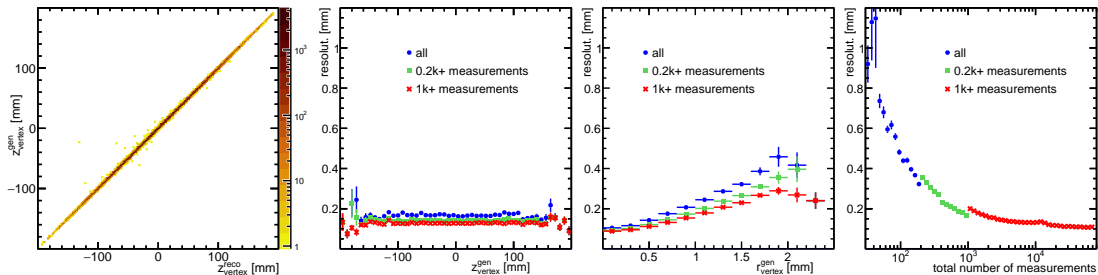 z^gen_vertex [mm]
100
0
−100
−100
0
100
z^reco_vertex [mm]
10^3
10^2
10
1
resolut. [mm]
1
0.8
0.6
0.4
0.2
all
0.2k+ measurements
1k+ measurements
−100
0
100
z^gen_vertex [mm]
resolut. [mm]
1
0.8
0.6
0.4
0.2
all
0.2k+ measurements
1k+ measurements
0.5
1
1.5
2
r^gen_vertex [mm]
resolut. [mm]
1
0.8
0.6
0.4
0.2
all
0.2k+ measurements
1k+ measurements
10^2
10^3
10^4
total number of measurements